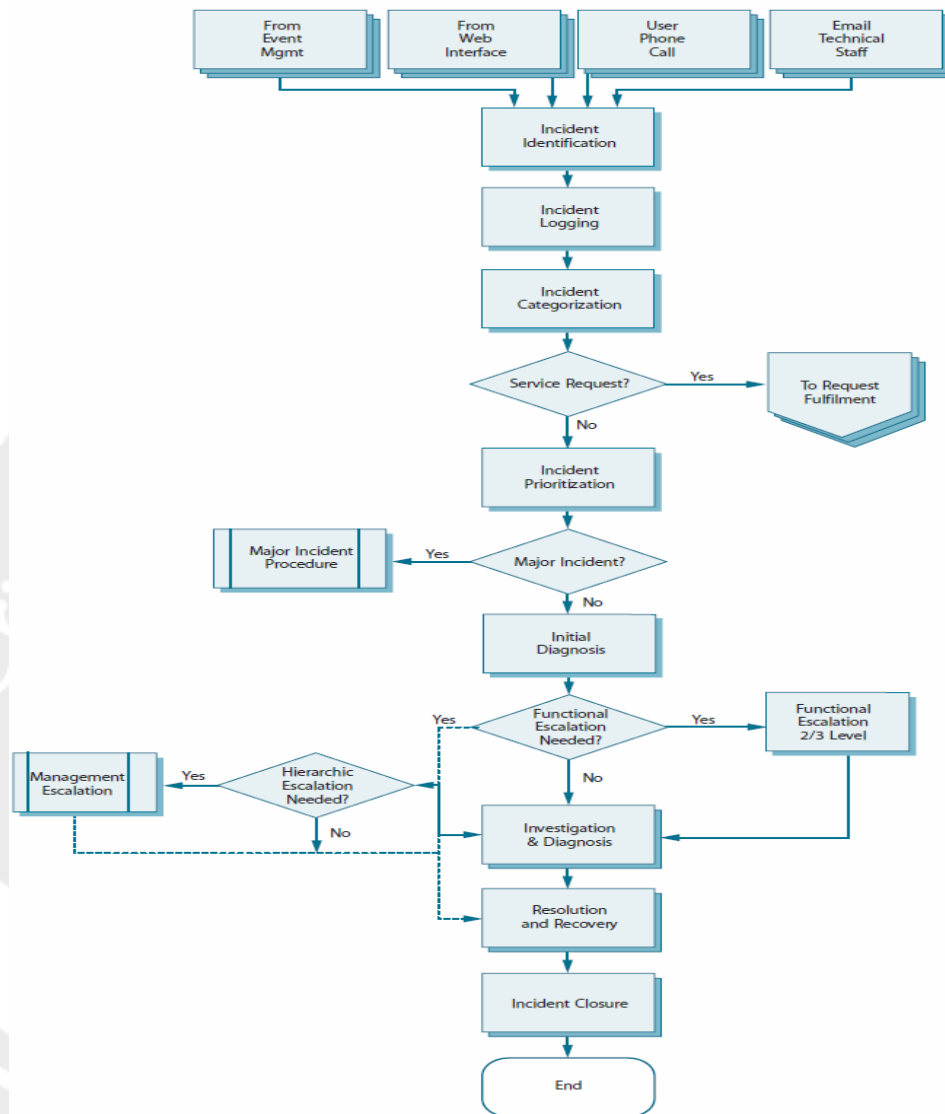 From
Event
Mgmt
From
Web
Interface
User
Phone
Call
Email
Technical
Staff
Incident
Identification
Incident
Logging
Incident
Categorization
Service Request?
Yes
To Request
Fulfilment
No
Incident
Prioritization
Major Incident
Procedure
Yes
Major Incident?
No
Initial
Diagnosis
Yes
Functional
Escalation
Needed?
Yes
Functional
Escalation
2/3 Level
Management
Escalation
Yes
Hierarchic
Escalation
Needed?
No
No
Investigation
& Diagnosis
Resolution
and Recovery
Incident Closure
End